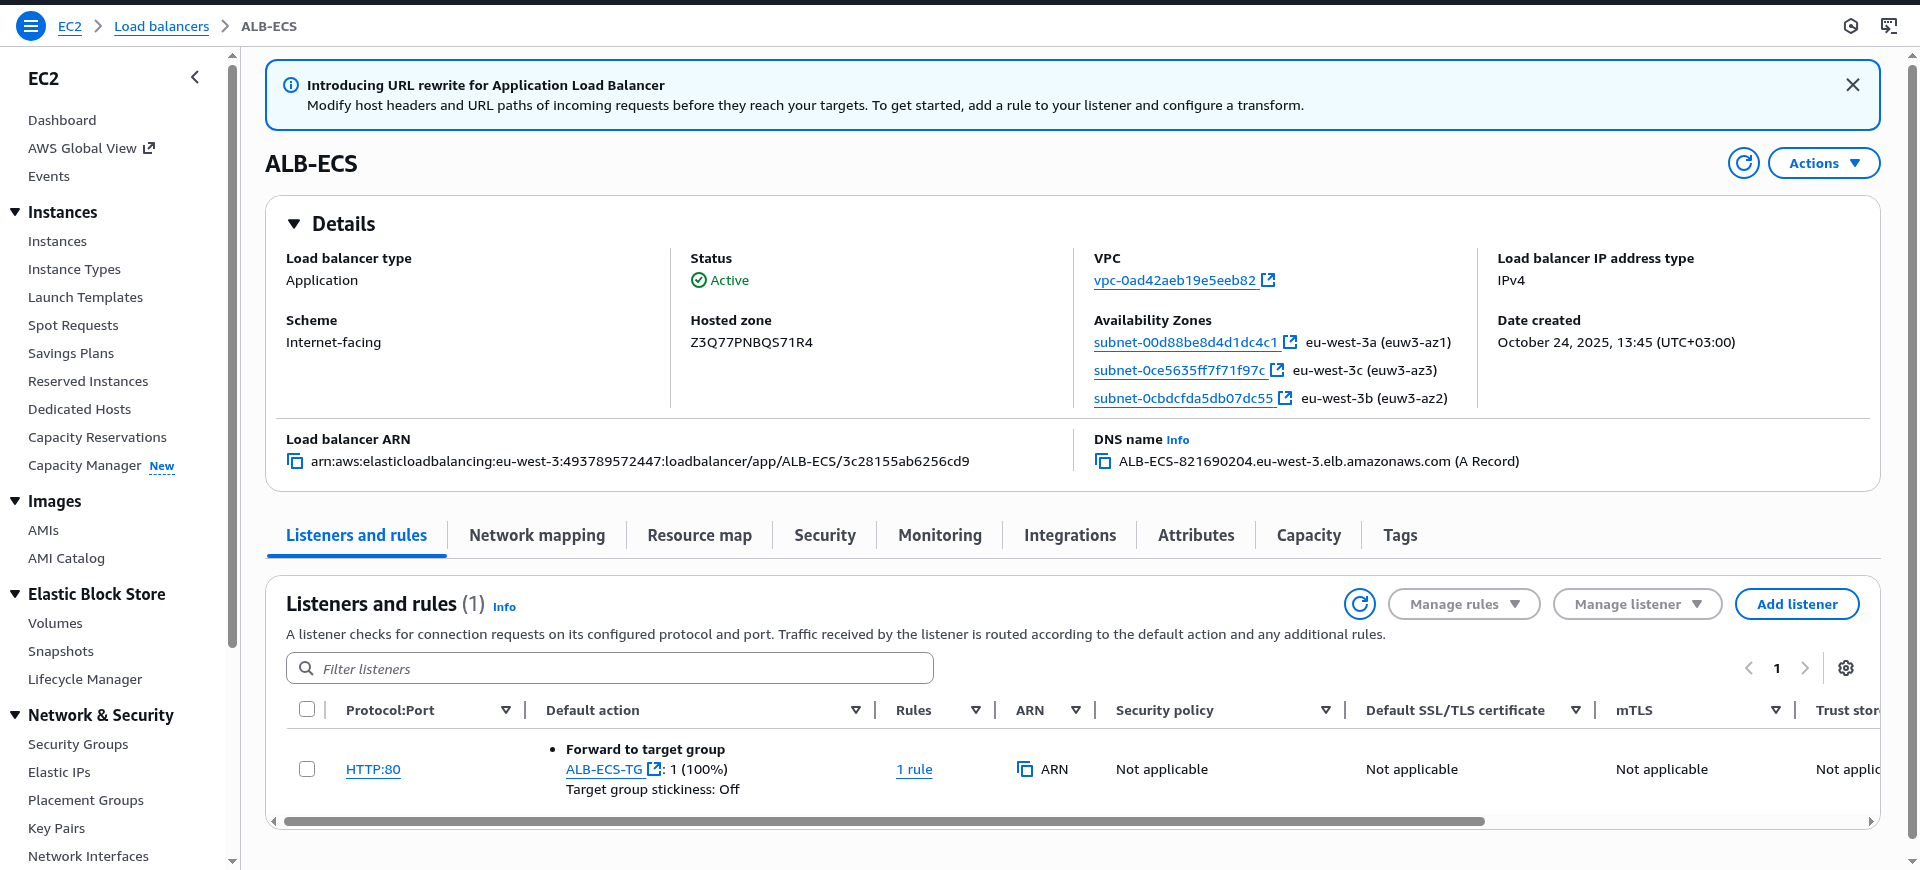 EC2 > Load balancers > ALB-ECS
EC2
Dashboard
AWS Global View
Events
Instances
Instances
Instance Types
Launch Templates
Spot Requests
Savings Plans
Reserved Instances
Dedicated Hosts
Capacity Reservations
Capacity Manager New
Images
AMIs
AMI Catalog
Elastic Block Store
Volumes
Snapshots
Lifecycle Manager
Network & Security
Security Groups
Elastic IPs
Placement Groups
Key Pairs
Network Interfaces
Introducing URL rewrite for Application Load Balancer
Modify host headers and URL paths of incoming requests before they reach your targets. To get started, add a rule to your listener and configure a transform.
ALB-ECS
Actions
Details
Load balancer type
Application
Scheme
Internet-facing
Status
Active
Hosted zone
Z3Q77PNBQS71R4
VPC
vpc-0ad42aeb19e5eeb82
Availability Zones
subnet-00d88be8d4d1dc4c1 eu-west-3a (euw3-az1)
subnet-0ce5635ff7f71f97c eu-west-3c (euw3-az3)
subnet-0cbdcfda5db07dc55 eu-west-3b (euw3-az2)
Load balancer IP address type
IPv4
Date created
October 24, 2025, 13:45 (UTC+03:00)
Load balancer ARN
arn:aws:elasticloadbalancing:eu-west-3:493789572447:loadbalancer/app/ALB-ECS/3c28155ab6256cd9
DNS name Info
ALB-ECS-821690204.eu-west-3.elb.amazonaws.com (A Record)
Listeners and rules Network mapping Resource map Security Monitoring Integrations Attributes Capacity Tags
Listeners and rules (1) Info
Manage rules Manage listener Add listener
A listener checks for connection requests on its configured protocol and port. Traffic received by the listener is routed according to the default action and any additional rules.
Filter listeners
1
Protocol:Port Default action Rules ARN Security policy Default SSL/TLS certificate mTLS Trust stor
HTTP:80
• Forward to target group
ALB-ECS-TG : 1 (100%)
Target group stickiness: Off
1 rule
ARN
Not applicable
Not applicable
Not applicable
Not applic